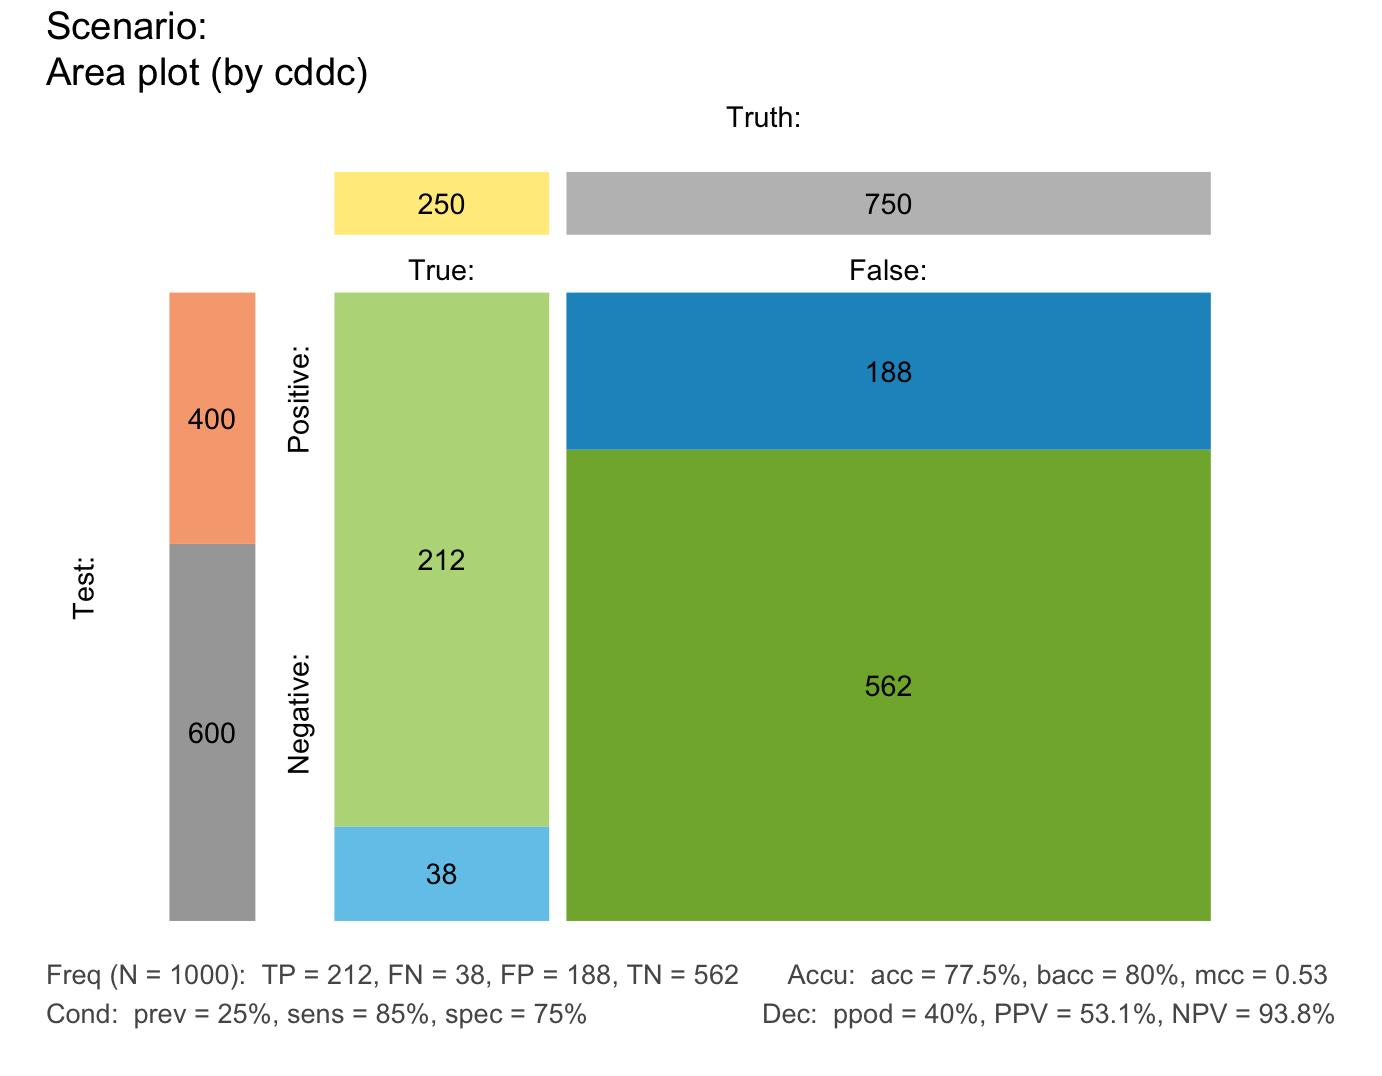 Scenario:
Area plot (by cddc)
Truth:
250
750
True:
False:
Test:
400
600
Positive:
Negative:
212
38
188
562
Freq (N = 1000):  TP = 212, FN = 38, FP = 188, TN = 562
Accu:  acc = 77.5%, bacc = 80%, mcc = 0.53
Cond:  prev = 25%, sens = 85%, spec = 75%
Dec:  ppod = 40%, PPV = 53.1%, NPV = 93.8%